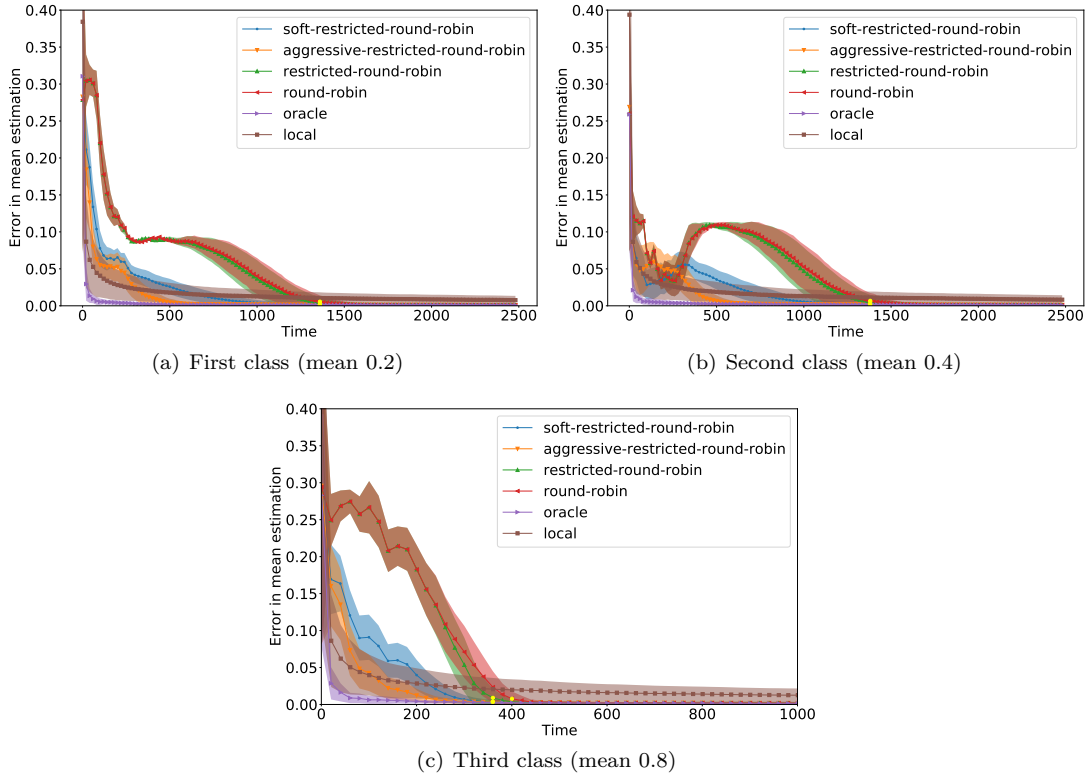 0.40
0.35
0.30
0.25
0.20
0.15
0.10
0.05
0.00
Error in mean estimation
soft-restricted-round-robin
aggressive-restricted-round-robin
restricted-round-robin
round-robin
oracle
local
0 500 1000 1500 2000 2500
Time
(a) First class (mean 0.2)
0.40
0.35
0.30
0.25
0.20
0.15
0.10
0.05
0.00
Error in mean estimation
soft-restricted-round-robin
aggressive-restricted-round-robin
restricted-round-robin
round-robin
oracle
local
0 500 1000 1500 2000 2500
Time
(b) Second class (mean 0.4)
0.40
0.35
0.30
0.25
0.20
0.15
0.10
0.05
0.00
Error in mean estimation
soft-restricted-round-robin
aggressive-restricted-round-robin
restricted-round-robin
round-robin
oracle
local
0 200 400 600 800 1000
Time
(c) Third class (mean 0.8)